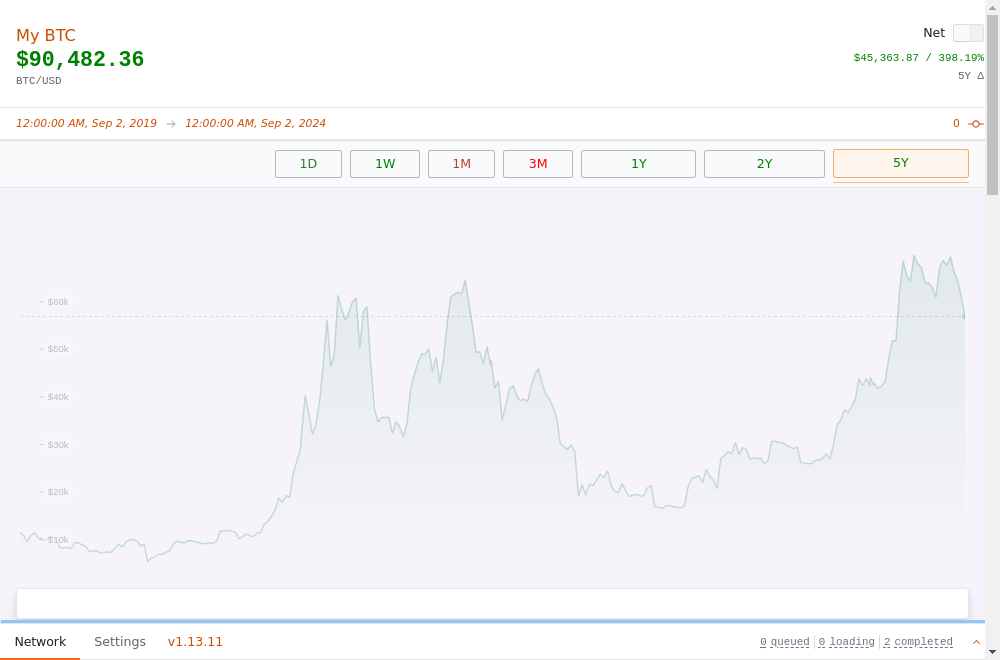 My BTC
Net
$90,482.36
$45,363.87 / 398.19%
BTC/USD
5Y Δ
12:00:00 AM, Sep 2, 2019 → 12:00:00 AM, Sep 2, 2024
0
1D 1W 1M 3M 1Y 2Y 5Y
$60k
$50k
$40k
$30k
$20k
$10k
Network Settings v1.13.11
0 queued 0 loading 2 completed